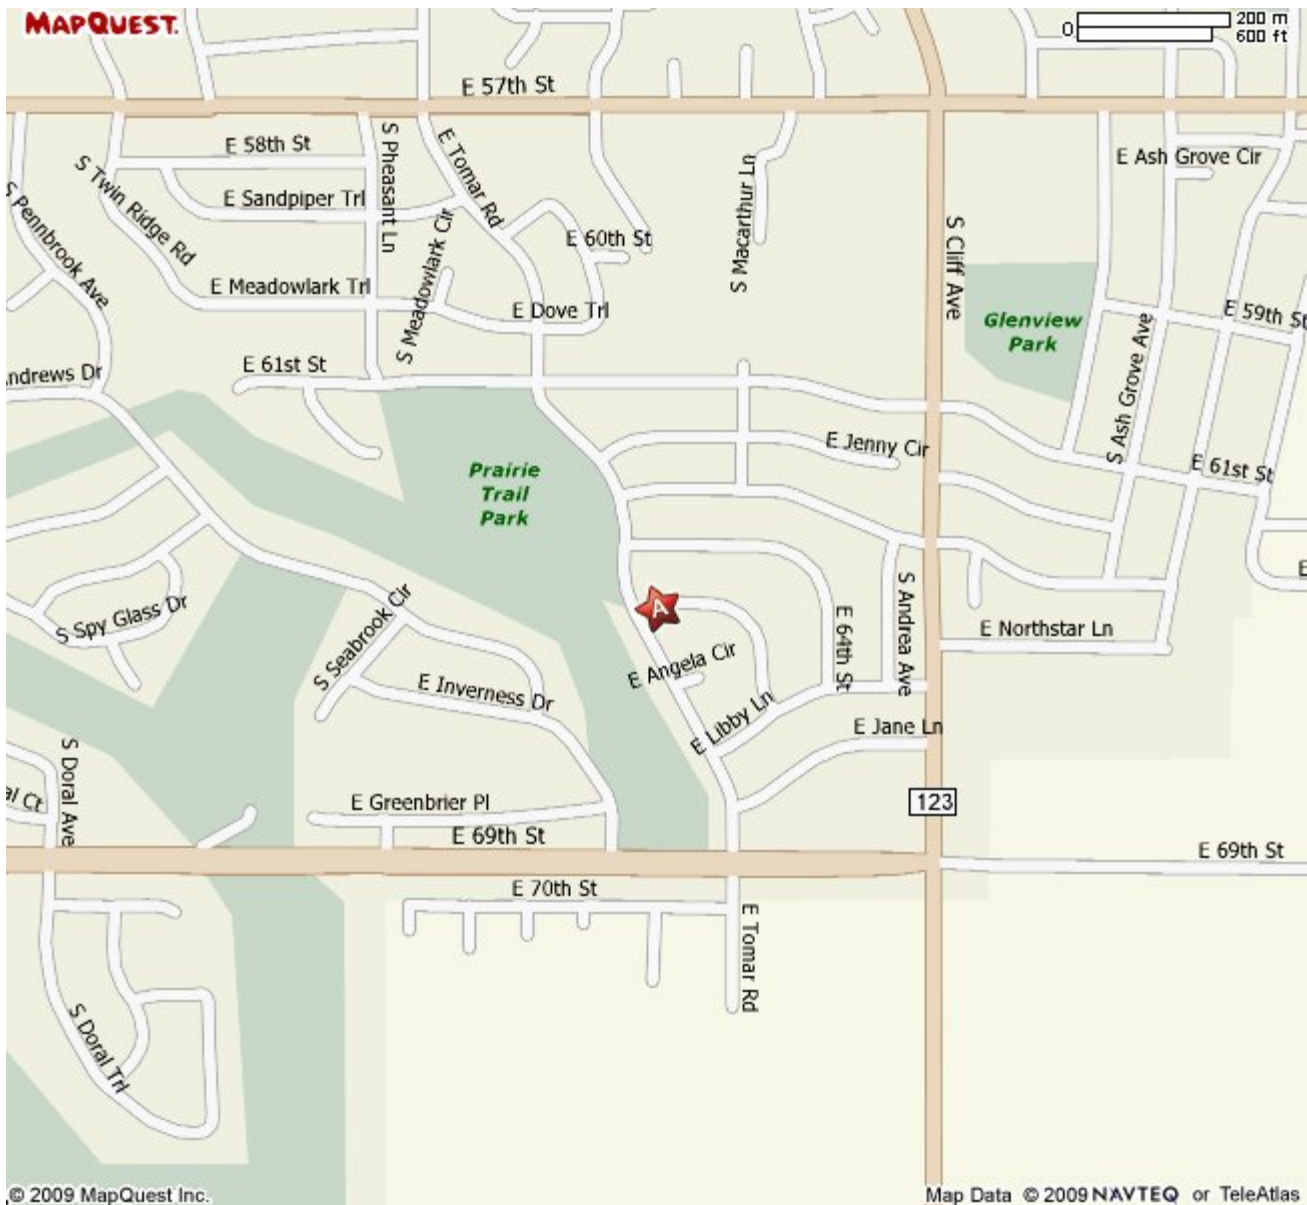 MAPQUEST.
0
200 m
600 ft
E 57th St
E 58th St
S Pheasant Ln
E Tomar Rd
S Macarthur Ln
E Ash Grove Cir
S Twin Ridge Rd
E Sandpiper Trl
S Pennbrook Ave
S Meadowlark Cir
E 60th St
S Cliff Ave
E Meadowlark Trl
E Dove Trl
Glenview
Park
E 59th St
E 61st St
ndrews Dr
S Ash Grove Ave
E Jenny Cir
E 61st St
Prairie
Trail
Park
E
S Spy Glass Dr
S Seabrook Cir
A
E 64th St
S Andrea Ave
E Northstar Ln
E Angela Cir
E Inverness Dr
E Libby Ln
E Jane Ln
S Doral Ave
al Ct
E Greenbrier Pl
123
E 69th St
E 69th St
E 70th St
E Tomar Rd
S Doral Trl
© 2009 MapQuest Inc.
Map Data © 2009 NAVTEQ or TeleAtlas